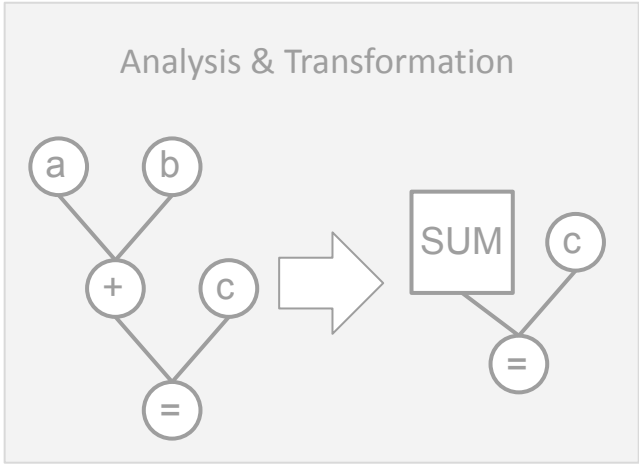 Analysis & Transformation
a
b
+
c
=
SUM
c
=